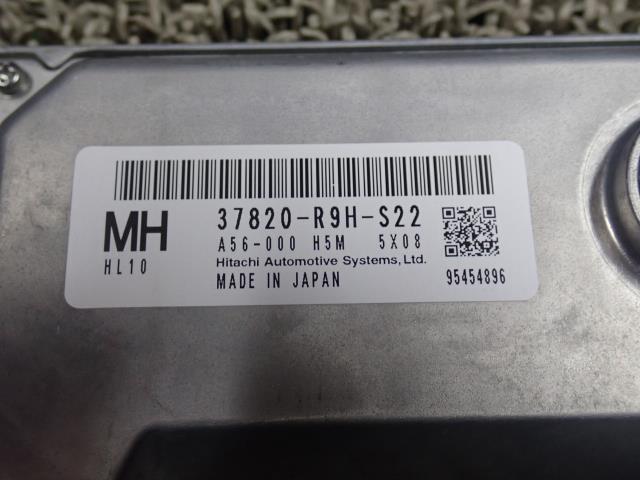 MH 37820-R9H-S22
A56-000 H5M 5X08
HL10 Hitachi Automotive Systems, Ltd.
MADE IN JAPAN 95454896